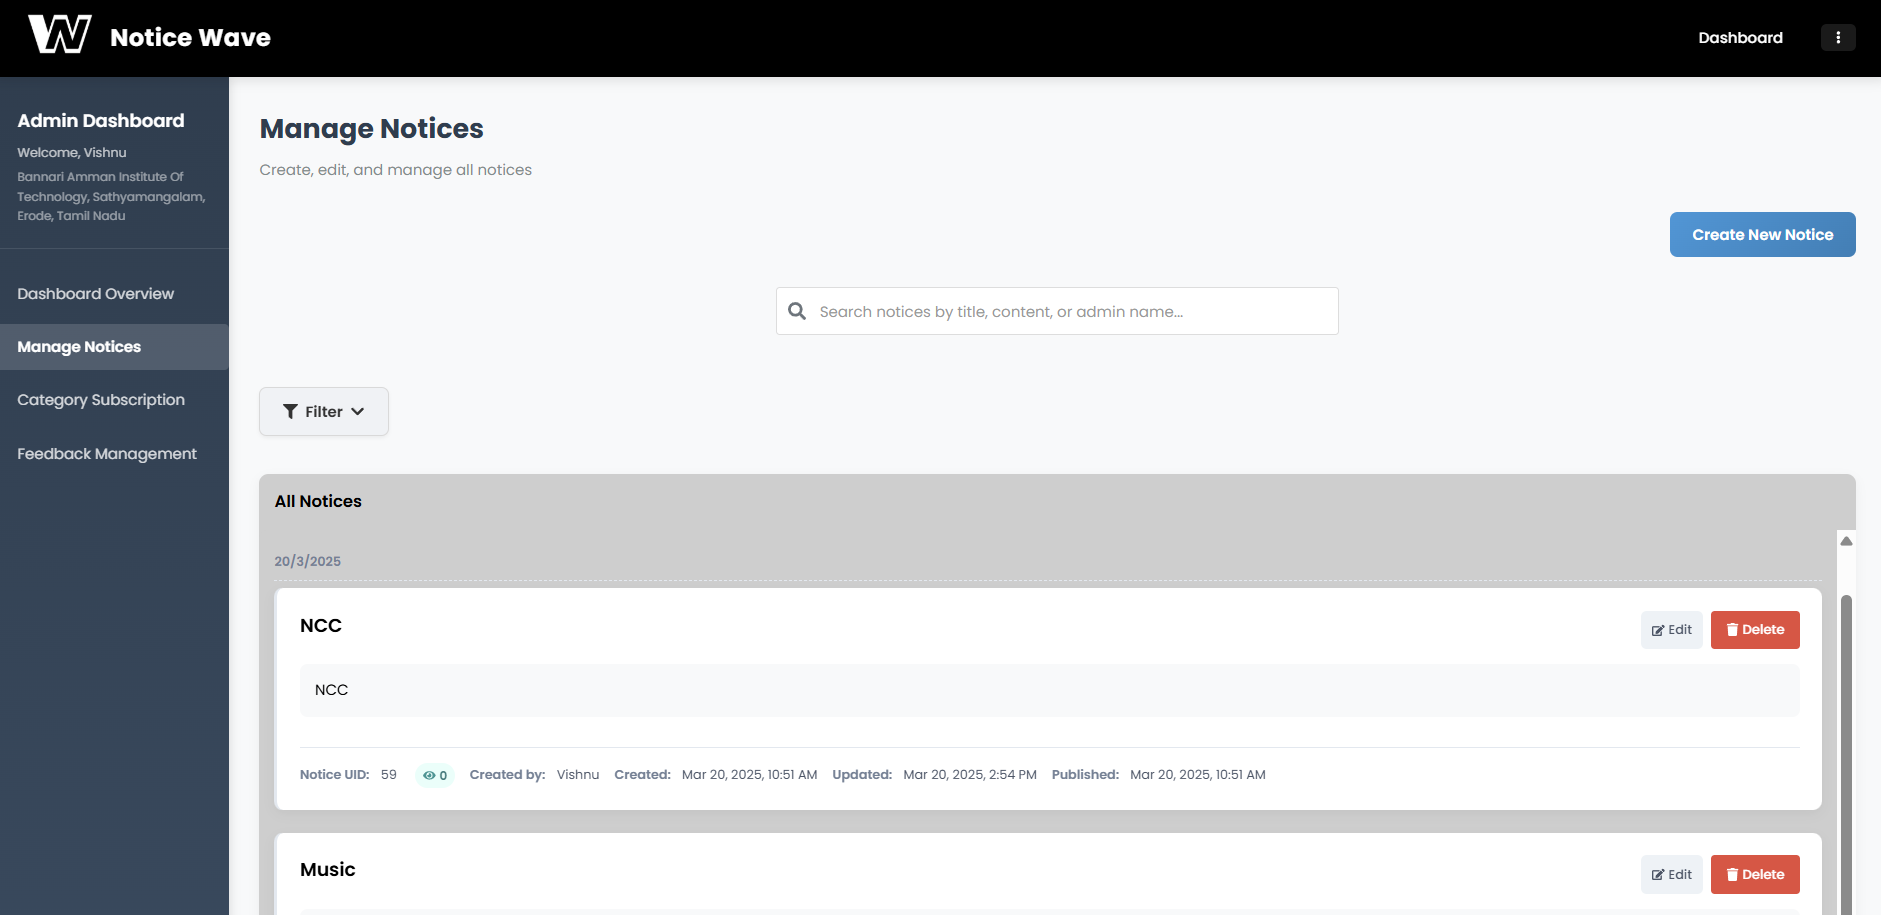 W Notice Wave
Dashboard
Admin Dashboard
Welcome, Vishnu
Bannari Amman Institute Of
Technology, Sathyamangalam,
Erode, Tamil Nadu
Dashboard Overview
Manage Notices
Category Subscription
Feedback Management
Manage Notices
Create, edit, and manage all notices
Create New Notice
Search notices by title, content, or admin name...
Filter
All Notices
20/3/2025
NCC
Edit Delete
NCC
Notice UID: 59 0 Created by: Vishnu Created: Mar 20, 2025, 10:51 AM Updated: Mar 20, 2025, 2:54 PM Published: Mar 20, 2025, 10:51 AM
Music
Edit Delete